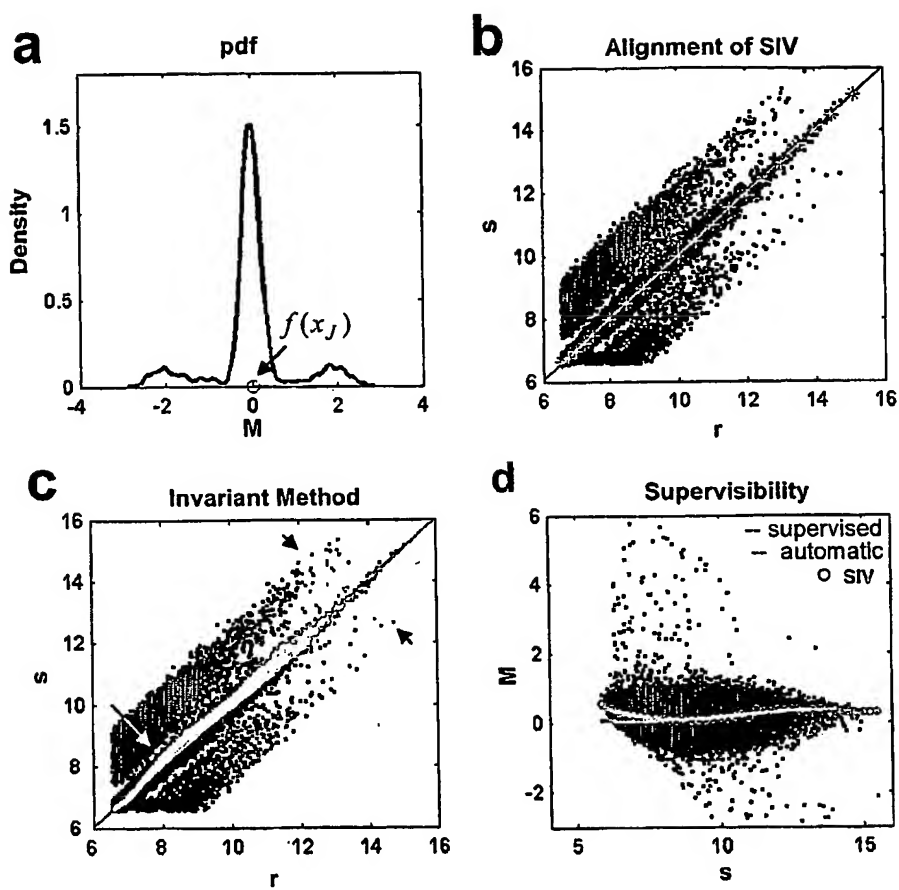 a
pdf
1.5
1
0.5
0
Density
f(x_J)
-4
-2
0
2
4
M
b
Alignment of SIV
16
14
12
10
8
6
s
6
8
10
12
14
16
r
c
Invariant Method
16
14
12
10
8
6
s
6
8
10
12
14
16
r
d
Supervisibility
supervised
automatic
SIV
6
4
2
0
-2
M
5
10
15
s